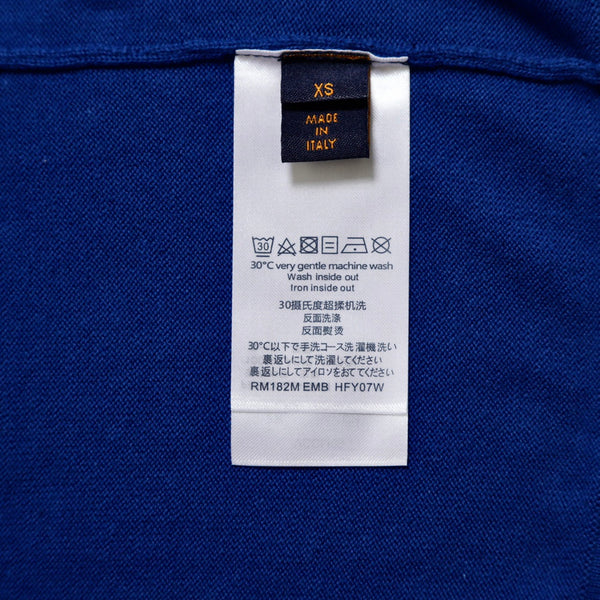 XS
MADE
IN
ITALY
30
30°C very gentle machine wash
Wash inside out
Iron inside out
30摄氏度超揉机洗
反面洗涤
反面熨烫
30°C以下で手洗コース洗濯機洗い
裏返しにして洗濯してください
裏返しにしてアイロンをおてください
RM182M EMB HFY07W